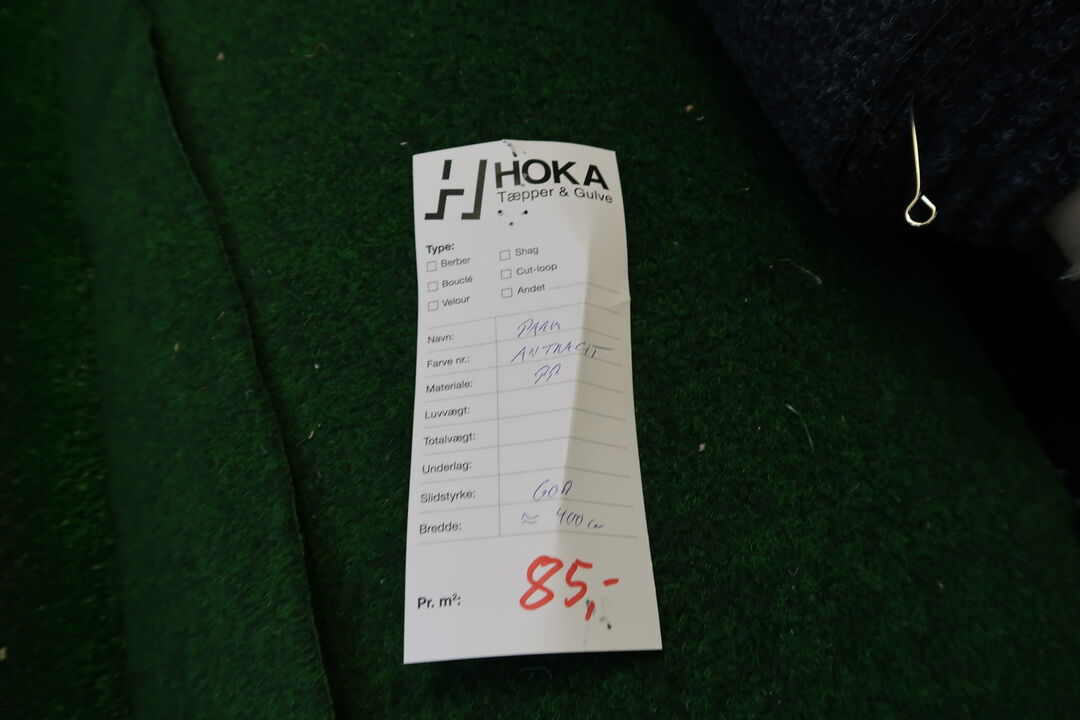 HOKA
Tæpper & Gulve
Type:
Berber
Shag
Bouclé
Cut-loop
Velour
Andet
Navn: PARK
Farve nr.: ANTRACIT
Materiale: PP
Luvvægt:
Totalvægt:
Underlag:
Slidstyrke: GOD
Bredde: ≈ 400 cm
Pr. m²: 85,-